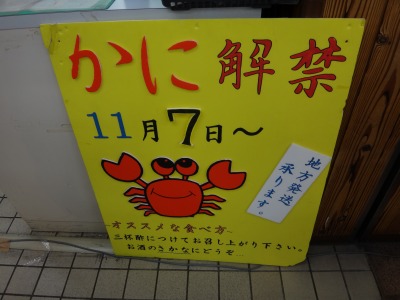 かに解禁
11月7日～
地方発送
承ります。
オススメな食べ方
三杯酢につけてお召し上がり下さい。
お酒のさかなにどうぞ